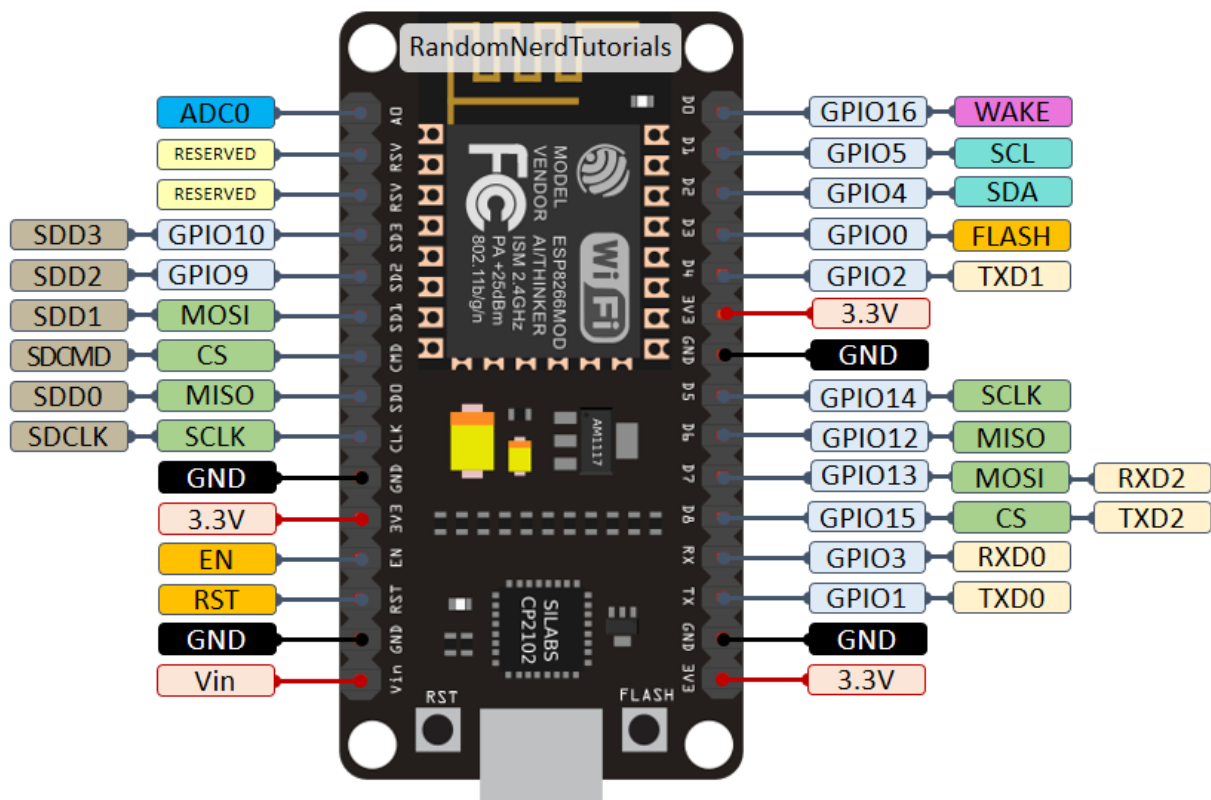 RandomNerdTutorials
ADC0 A0 D0 GPIO16 WAKE
RESERVED RSV D1 GPIO5 SCL
RESERVED RSV D2 GPIO4 SDA
SDD3 GPIO10 SD3 D3 GPIO0 FLASH
SDD2 GPIO9 SD2 D4 GPIO2 TXD1
SDD1 MOSI SD1 3V3 3.3V
SDCMD CS CMD GND GND
SDD0 MISO SDO D5 GPIO14 SCLK
SDCLK SCLK CLK D6 GPIO12 MISO
GND GND D7 GPIO13 MOSI RXD2
3.3V 3V3 D8 GPIO15 CS TXD2
EN EN RX GPIO3 RXD0
RST RST TX GPIO1 TXD0
GND GND GND GND
Vin Vin 3V3 3.3V
MODEL ESP8266MOD
VENDOR AI/THINKER
ISM 2.4GHz
PA +25dBm
802.11b/g/n
FCC
Wi Fi
AM1117
SILABS
CP2102
RST
FLASH